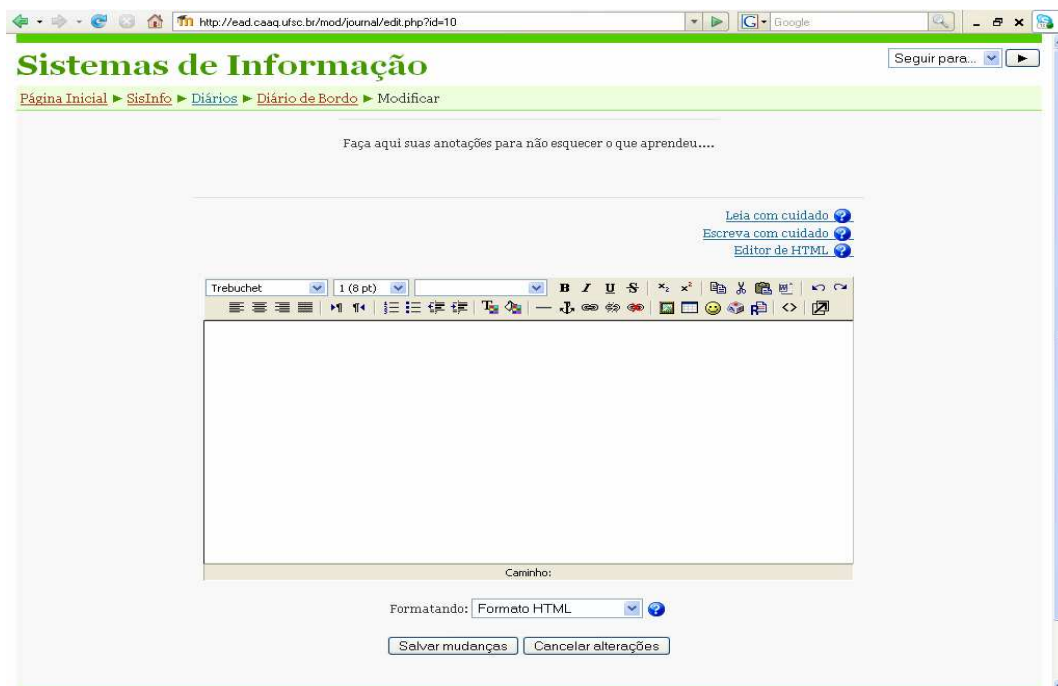 http://ead.caaq.ufsc.br/mod/journal/edit.php?id=10
Google
Sistemas de Informação
Seguir para...
Página Inicial ► SisInfo ► Diários ► Diário de Bordo ► Modificar
Faça aqui suas anotações para não esquecer o que aprendeu....
Leia com cuidado
Escreva com cuidado
Editor de HTML
Trebuchet 1 (8 pt) B I U S
Caminho:
Formatando: Formato HTML
Salvar mudanças Cancelar alterações